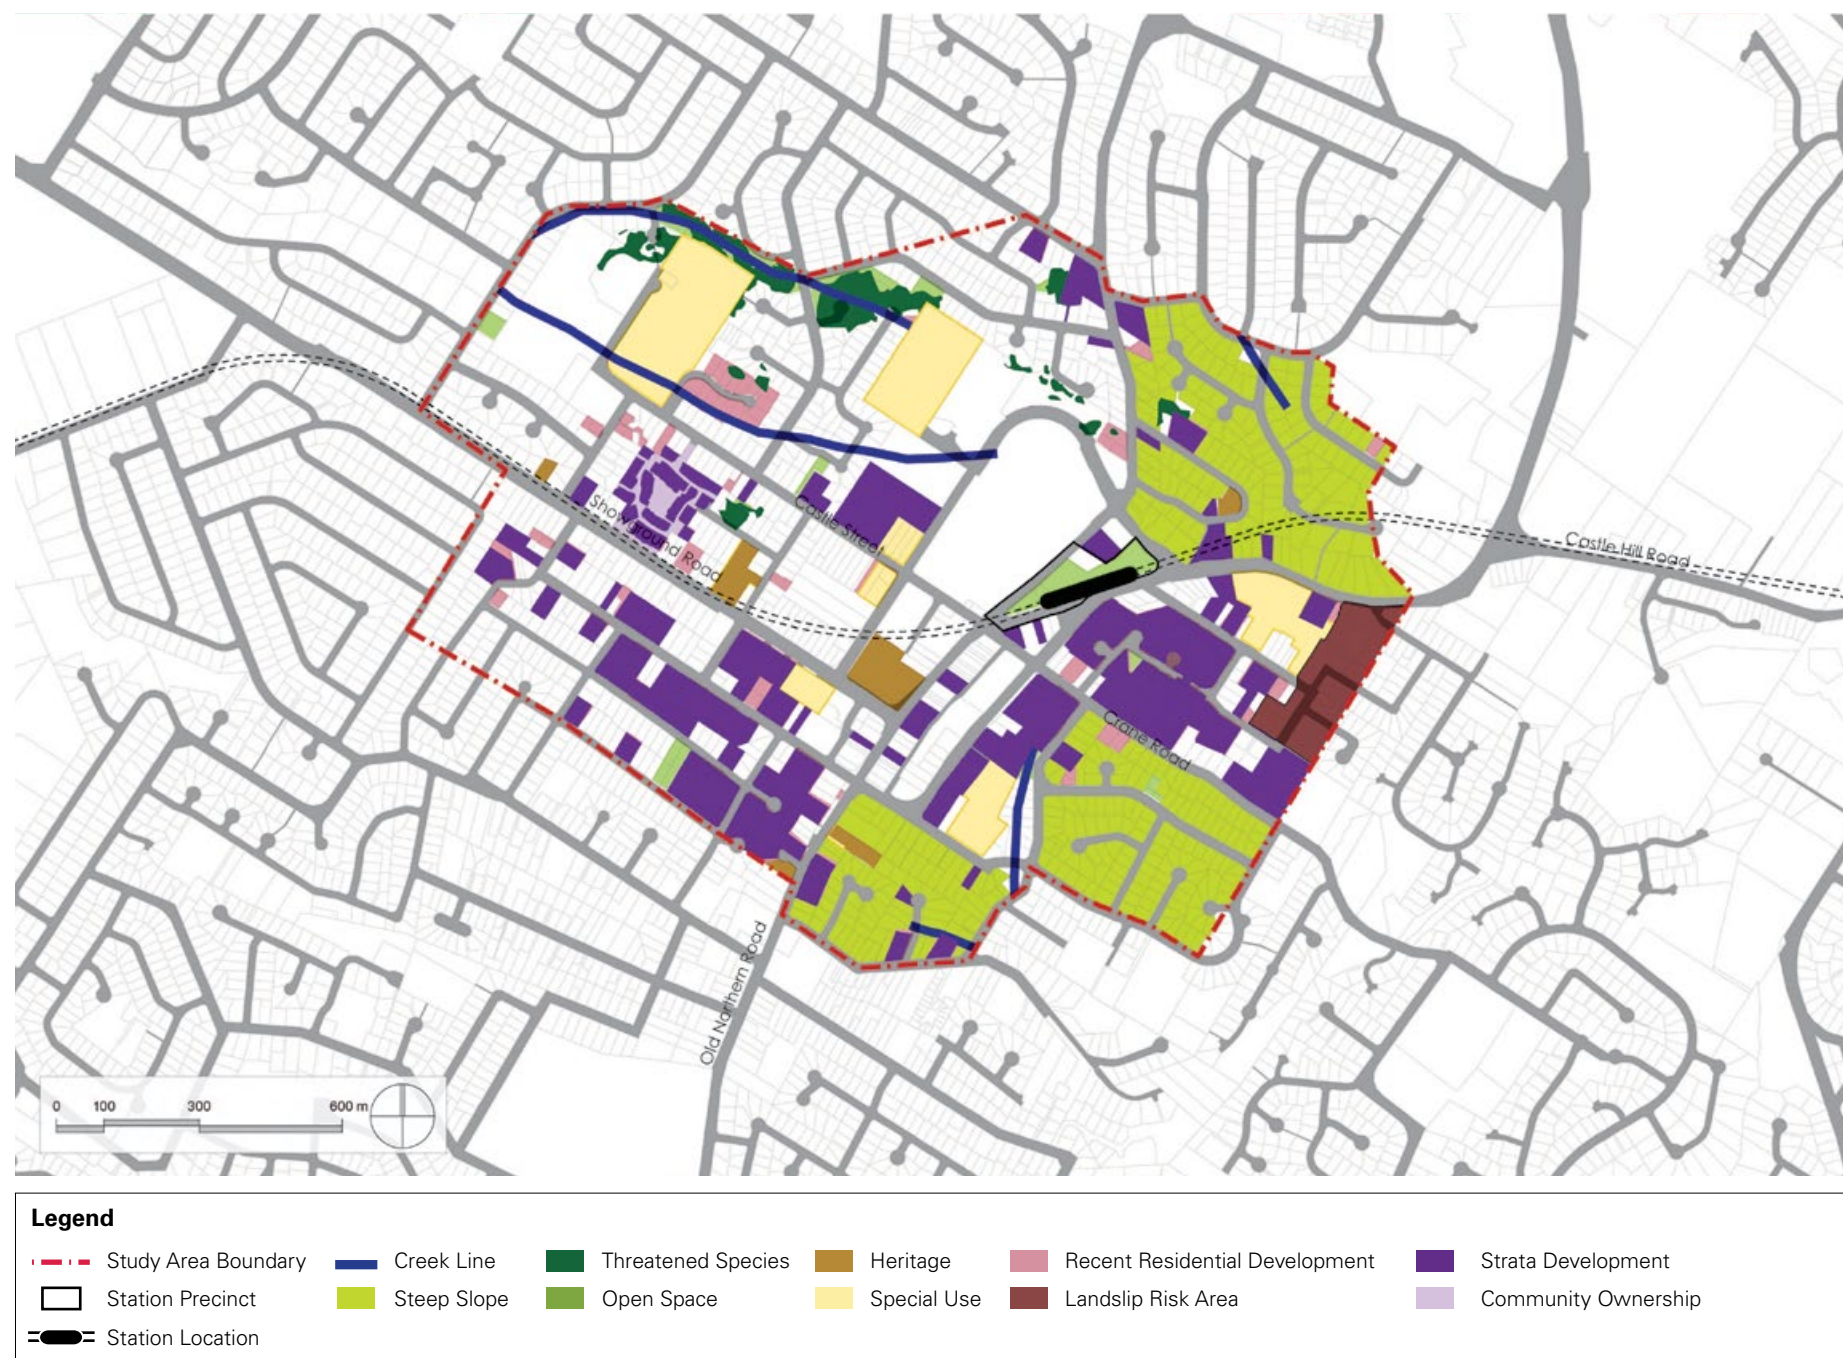 Showground Road
Castle Street
Castle Hill Road
Crane Road
Old Northern Road
0 100 300 600 m
Legend
Study Area Boundary
Creek Line
Threatened Species
Heritage
Recent Residential Development
Strata Development
Station Precinct
Steep Slope
Open Space
Special Use
Landslip Risk Area
Community Ownership
Station Location